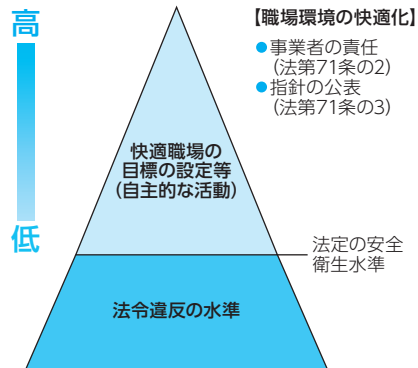 高
低
【職場環境の快適化】
●事業者の責任
(法第71条の2)
●指針の公表
(法第71条の3)
快適職場の
目標の設定等
(自主的な活動)
法定の安全
衛生水準
法令違反の水準